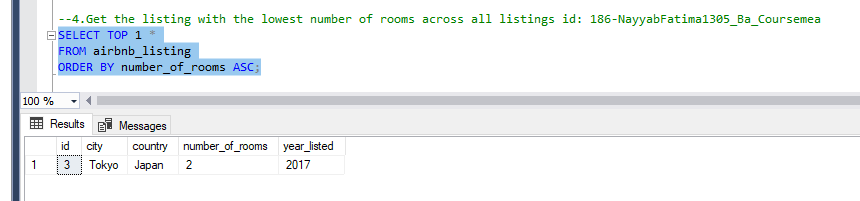 --4.Get the listing with the lowest number of rooms across all listings id: 186-NayyabFatima1305_Ba_Coursemea
SELECT TOP 1 *
FROM airbnb_listing
ORDER BY number_of_rooms ASC;
100 %
Results Messages
id city country number_of_rooms year_listed
1 3 Tokyo Japan 2 2017